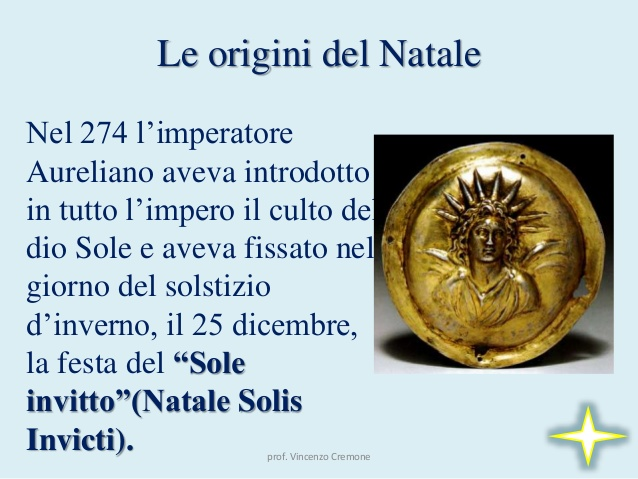 Le origini del Natale
Nel 274 l’imperatore
Aureliano aveva introdotto
in tutto l’impero il culto del
dio Sole e aveva fissato nel
giorno del solstizio
d’inverno, il 25 dicembre,
la festa del “Sole
invitto”(Natale Solis
Invicti).
prof. Vincenzo Cremone